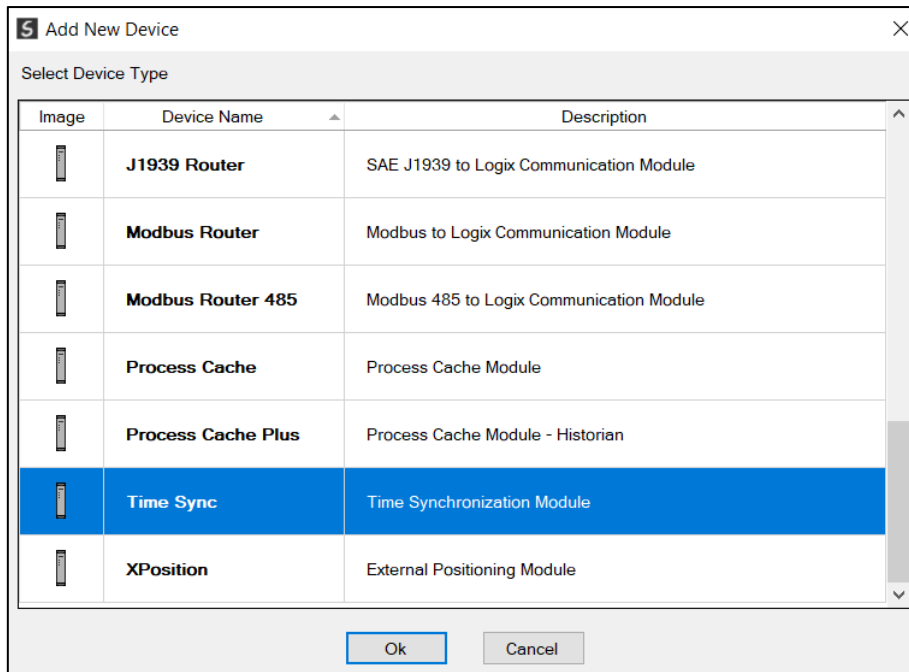 S Add New Device
Select Device Type
Image Device Name Description
J1939 Router SAE J1939 to Logix Communication Module
Modbus Router Modbus to Logix Communication Module
Modbus Router 485 Modbus 485 to Logix Communication Module
Process Cache Process Cache Module
Process Cache Plus Process Cache Module - Historian
Time Sync Time Synchronization Module
XPosition External Positioning Module
Ok Cancel